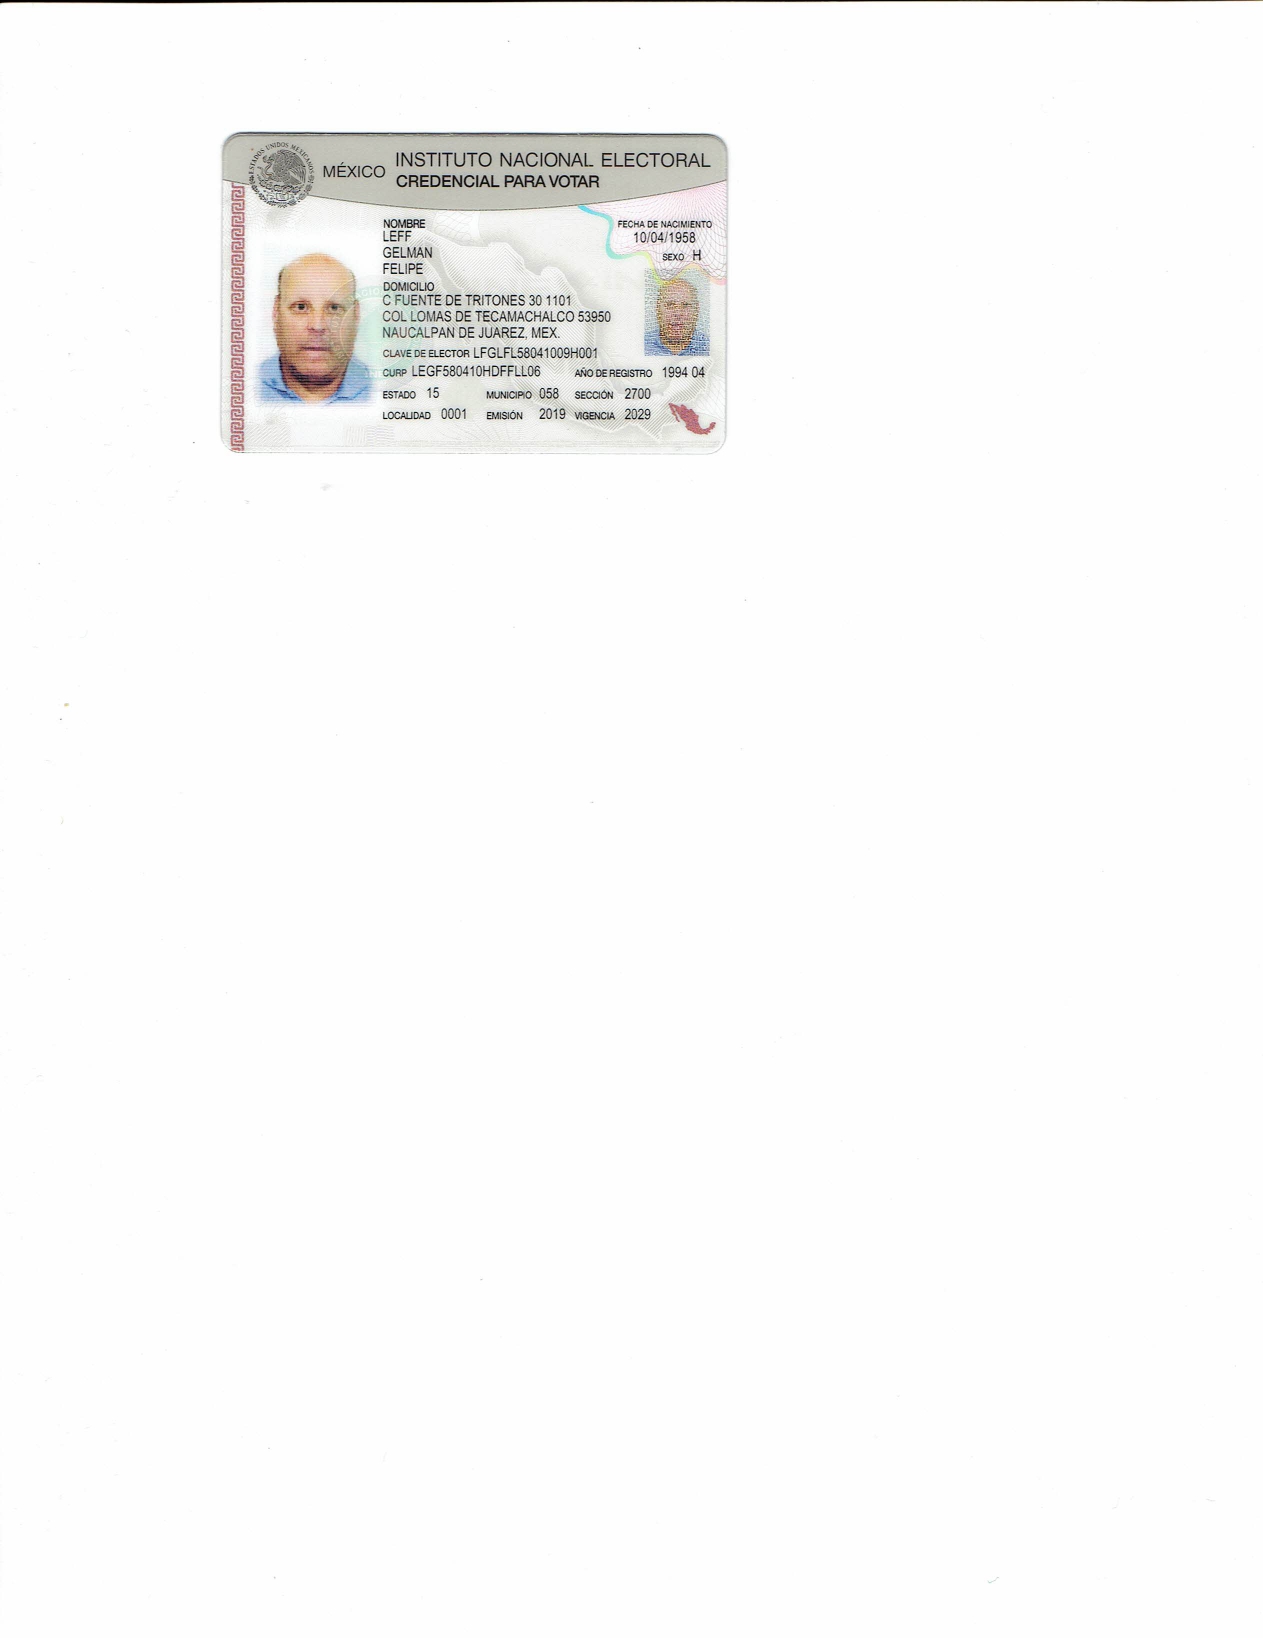 ESTADOS UNIDOS MEXICANOS
MÉXICO INSTITUTO NACIONAL ELECTORAL
CREDENCIAL PARA VOTAR
NOMBRE
LEFF
GELMAN
FELIPE
FECHA DE NACIMIENTO
10/04/1958
SEXO H
DOMICILIO
C FUENTE DE TRITONES 30 1101
COL LOMAS DE TECAMACHALCO 53950
NAUCALPAN DE JUAREZ, MEX.
CLAVE DE ELECTOR LFGLFL58041009H001
CURP LEGF580410HDFFLL06 AÑO DE REGISTRO 1994 04
ESTADO 15 MUNICIPIO 058 SECCIÓN 2700
LOCALIDAD 0001 EMISIÓN 2019 VIGENCIA 2029